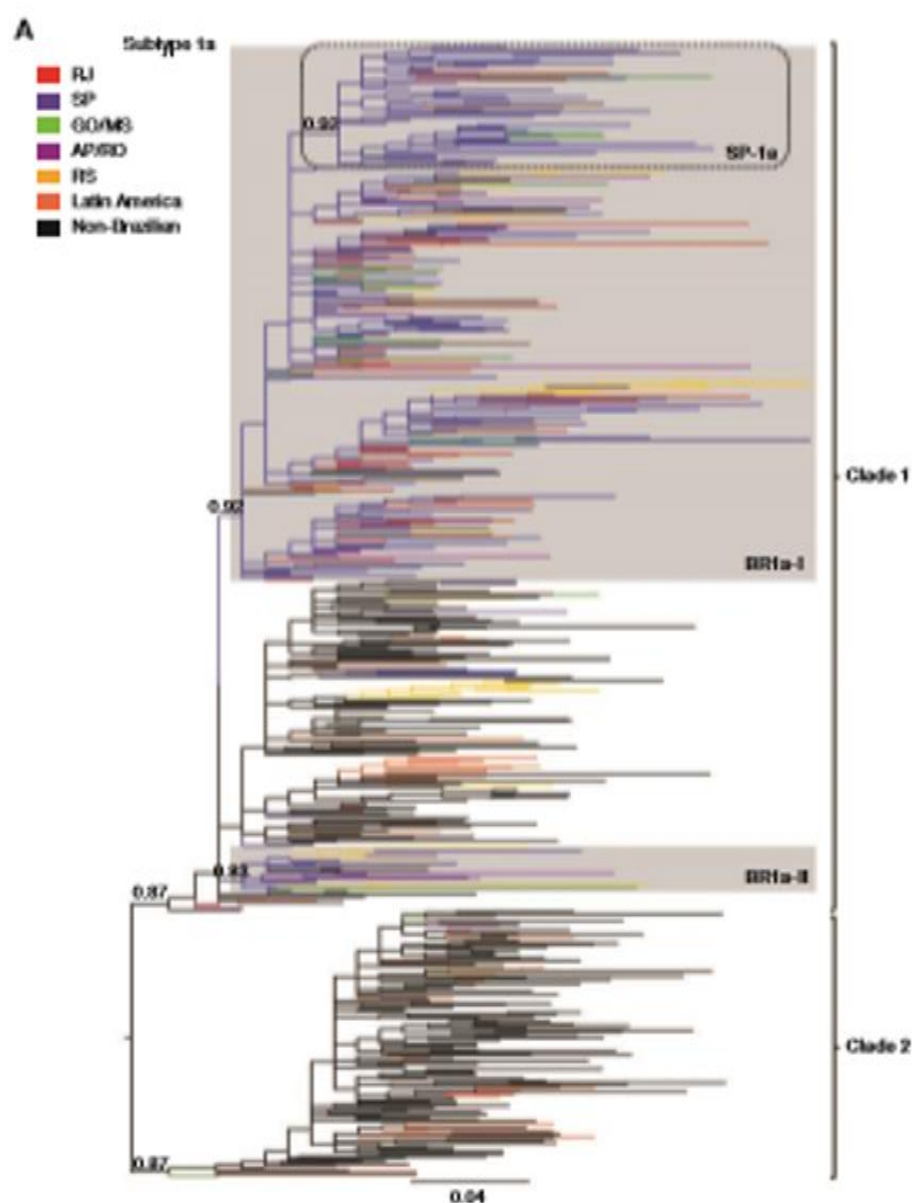 A
Subtype 1a
RJ
SP
GO/MS
AP/RO
RS
Latin America
Non-Brazilian
0.92
SP-1a
0.92
Clade 1
BR1a-I
0.83
BR1a-II
0.87
Clade 2
0.87
0.04